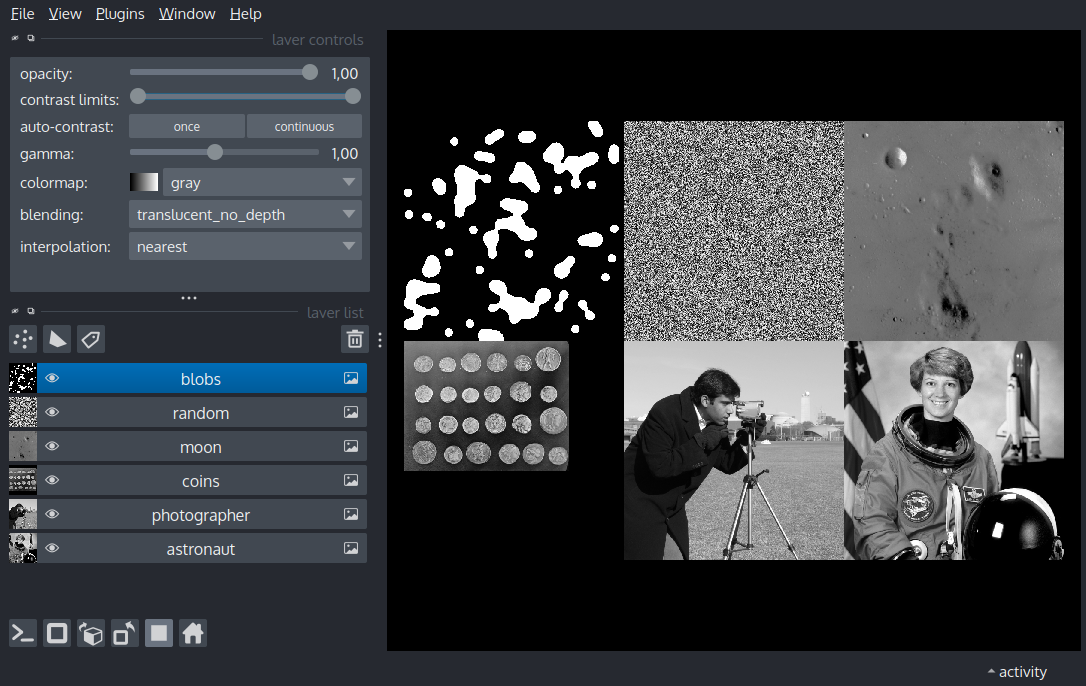 File View Plugins Window Help
layer controls
opacity: 1,00
contrast limits:
auto-contrast: once continuous
gamma: 1,00
colormap: gray
blending: translucent_no_depth
interpolation: nearest
layer list
blobs
random
moon
coins
photographer
astronaut
activity